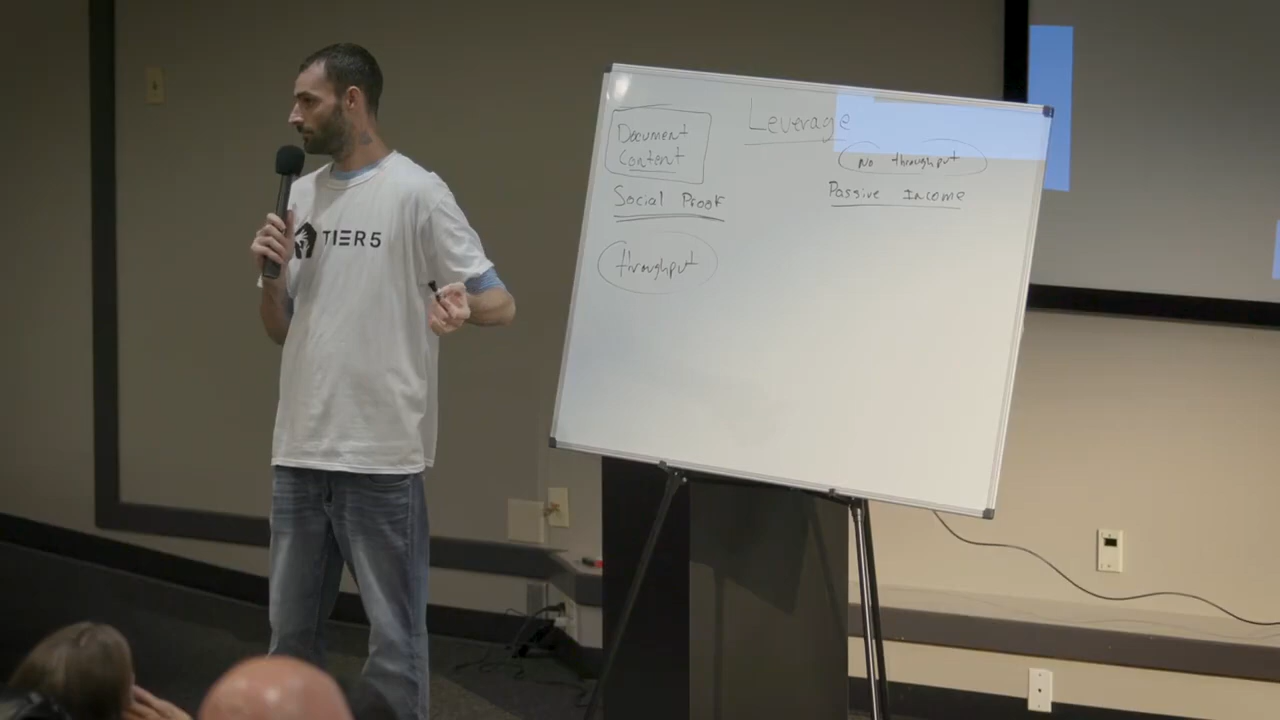 TIER5
Leverage
Document
Content
Social Proof
throughput
No throughput
Passive Income